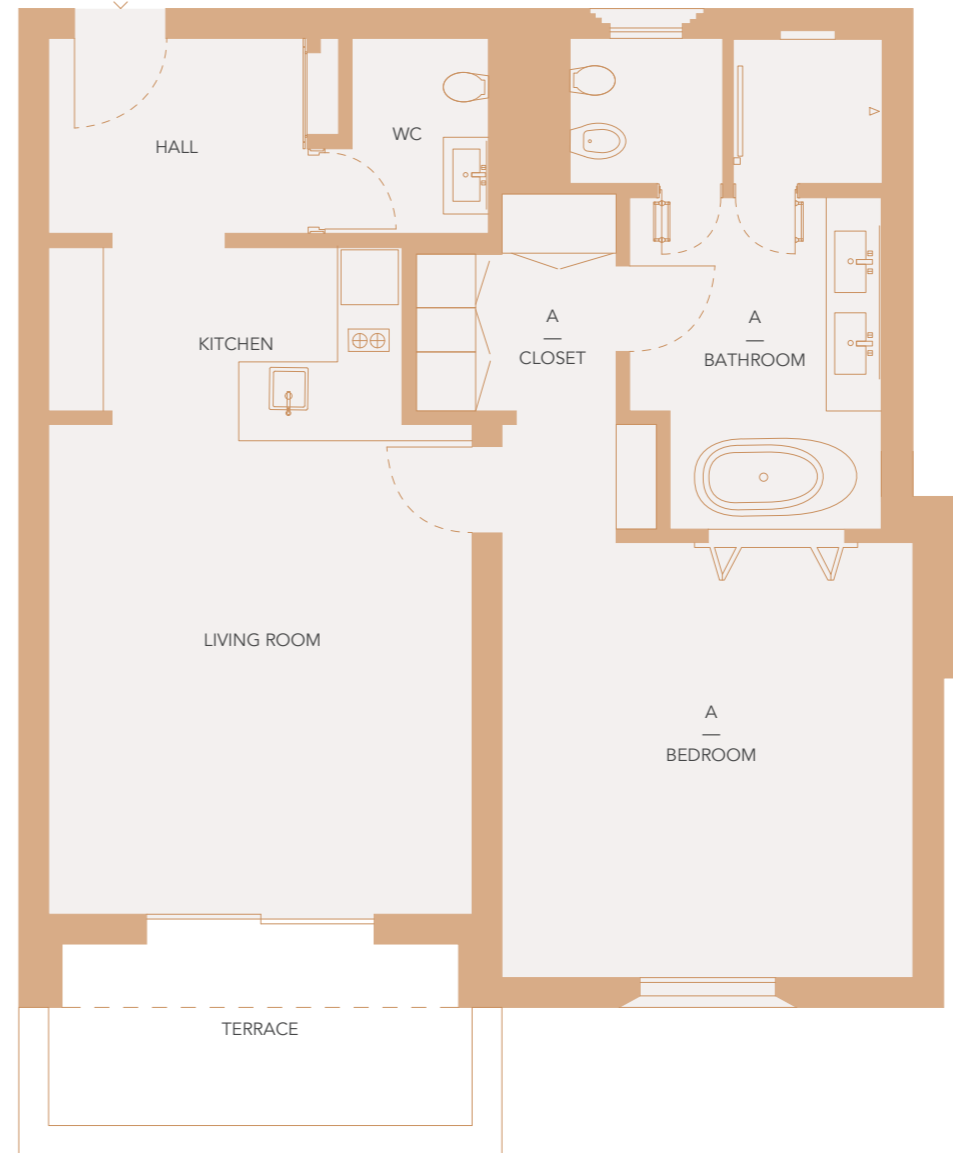 HALL
WC
KITCHEN
A
CLOSET
A
BATHROOM
LIVING ROOM
A
BEDROOM
TERRACE